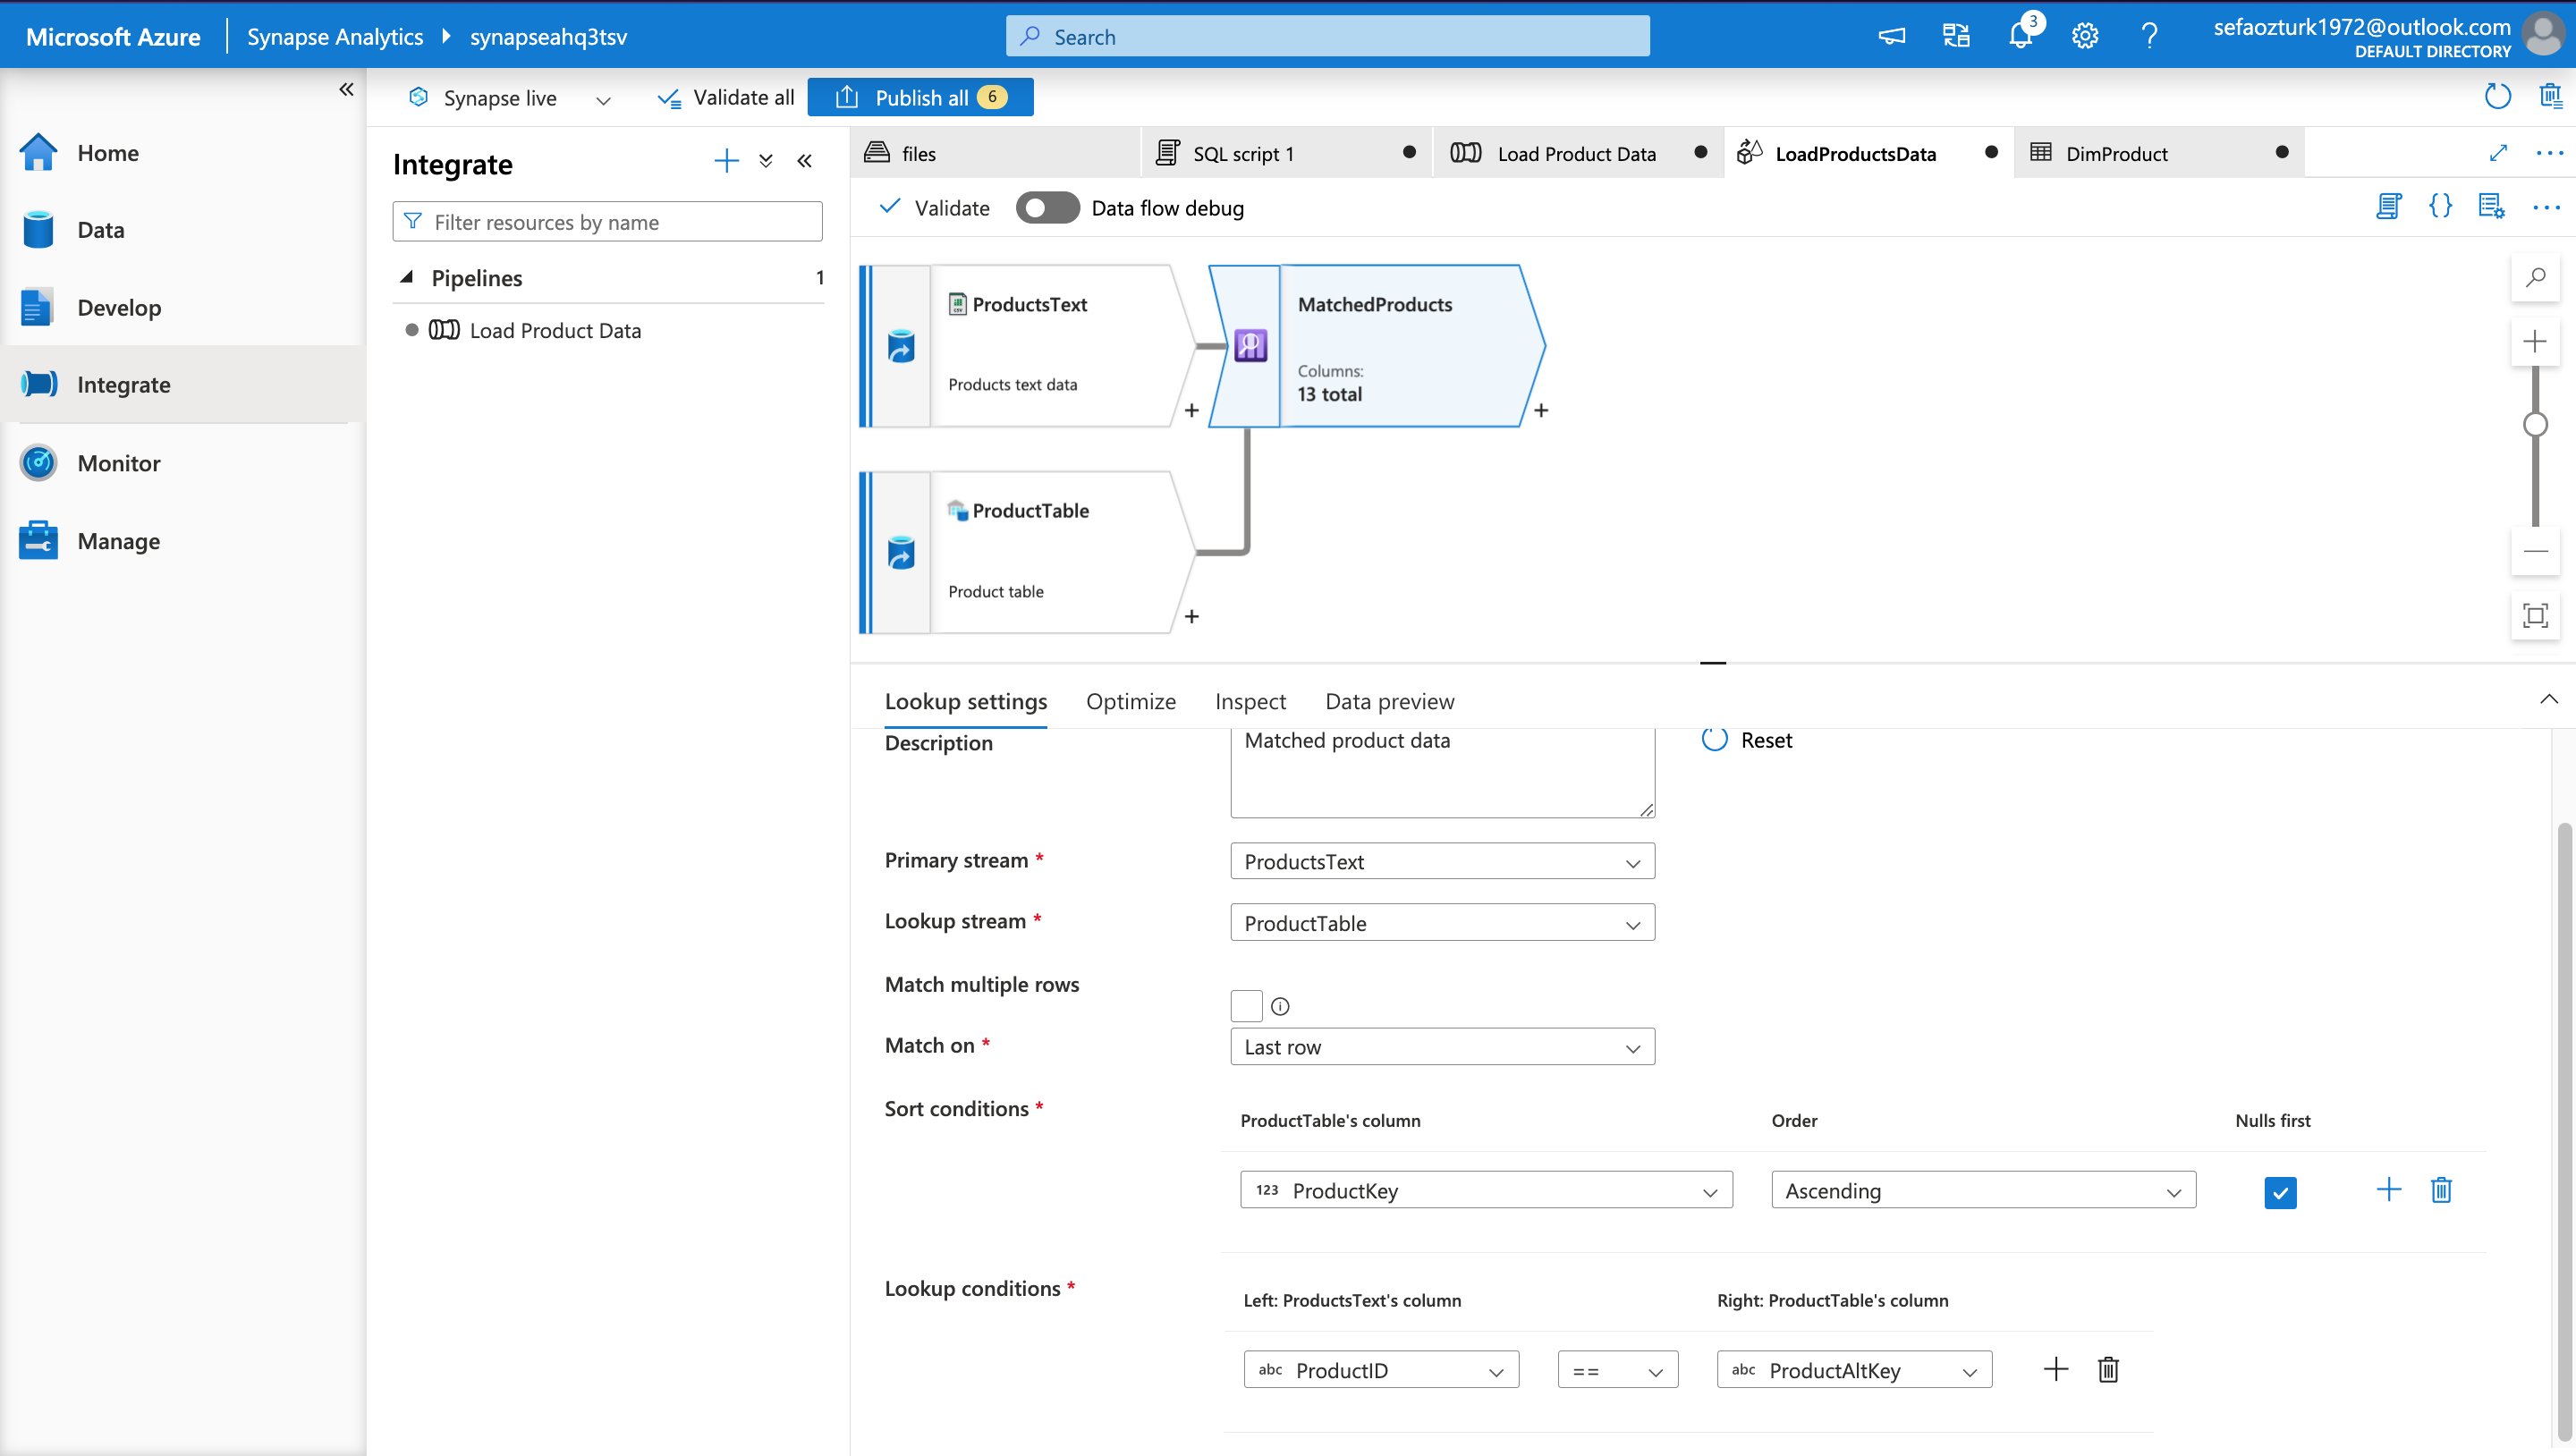 Microsoft Azure
Synapse Analytics
synapseahq3tsv
Search
3
sefaozturk1972@outlook.com
DEFAULT DIRECTORY
Synapse live
Validate all
Publish all 6
Home
Data
Develop
Integrate
Monitor
Manage
Integrate
Filter resources by name
Pipelines 1
Load Product Data
files
SQL script 1
Load Product Data
LoadProductsData
DimProduct
Validate
Data flow debug
ProductsText
Products text data
MatchedProducts
Columns:
13 total
ProductTable
Product table
Lookup settings
Optimize
Inspect
Data preview
Description
Matched product data
Reset
Primary stream *
ProductsText
Lookup stream *
ProductTable
Match multiple rows
Match on *
Last row
Sort conditions *
ProductTable's column
Order
Nulls first
123 ProductKey
Ascending
Lookup conditions *
Left: ProductsText's column
Right: ProductTable's column
abc ProductID
==
abc ProductAltKey